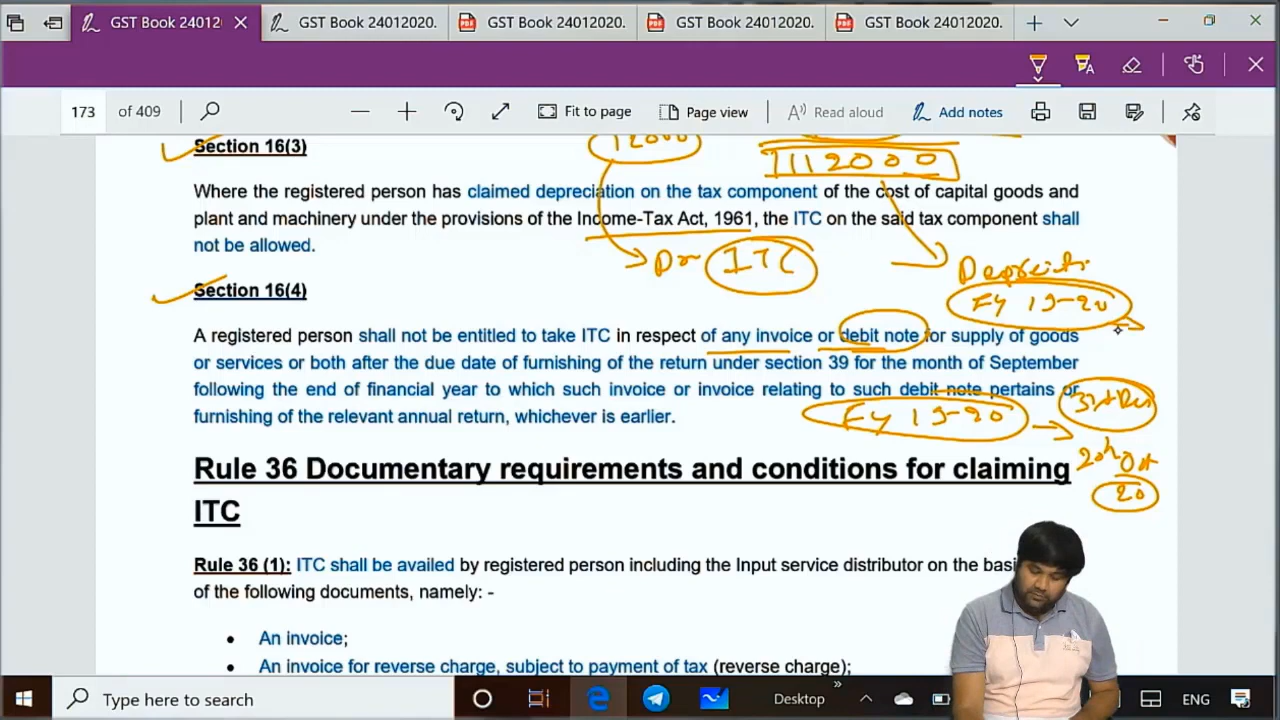 GST Book 24012
GST Book 24012020.
GST Book 24012020.
GST Book 24012020.
GST Book 24012020.
173 of 409
Fit to page
Page view
Read aloud
Add notes
12000
1112000
Section 16(3)
Where the registered person has claimed depreciation on the tax component of the cost of capital goods and
plant and machinery under the provisions of the Income-Tax Act, 1961, the ITC on the said tax component shall
not be allowed.
Dr ITC
FY 19-20
Section 16(4)
A registered person shall not be entitled to take ITC in respect of any invoice or debit note for supply of goods
or services or both after the due date of furnishing of the return under section 39 for the month of September
following the end of financial year to which such invoice or invoice relating to such debit note pertains or
furnishing of the relevant annual return, whichever is earlier.
FY 19-20
20th Oct
20
Rule 36 Documentary requirements and conditions for claiming
ITC
Rule 36 (1): ITC shall be availed by registered person including the Input service distributor on the basi
of the following documents, namely: -
• An invoice;
• An invoice for reverse charge, subject to payment of tax (reverse charge);
Type here to search
Desktop
ENG